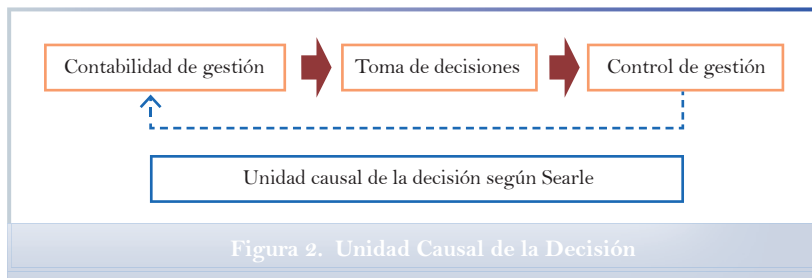 Contabilidad de gestión
Toma de decisiones
Control de gestión
Unidad causal de la decisión según Searle
Figura 2. Unidad Causal de la Decisión